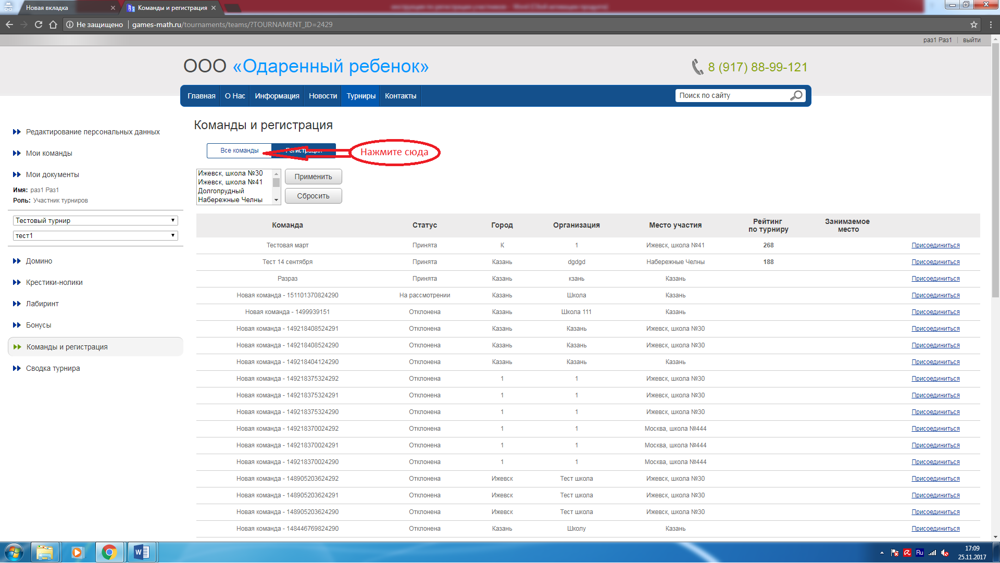 Новая вкладка
Команды и регистрация
Не защищено
games-math.ru/tournaments/teams/?TOURNAMENT_ID=2429
раз1 Раз1 | выйти
ООО «Одаренный ребенок»
8 (917) 88-99-121
Главная О Нас Информация Новости Турниры Контакты
Поиск по сайту
Редактирование персональных данных
Мои команды
Мои документы
Имя: раз1 Раз1
Роль: Участник турниров
Тестовый турнир
тест1
Домино
Крестики-нолики
Лабиринт
Бонусы
Команды и регистрация
Сводка турнира
Команды и регистрация
Все команды Регистрация
Нажмите сюда
Ижевск, школа №30
Ижевск, школа №41
Долгопрудный
Набережные Челны
Применить
Сбросить
Команда Статус Город Организация Место участия Рейтинг по турниру Занимаемое место
Тестовая март Принята К 1 Ижевск, школа №41 268 Присоединиться
Тест 14 сентября Принята Казань dgdgd Набережные Челны 188 Присоединиться
Разраз Принята Казань кзань Казань Присоединиться
Новая команда - 151101370824290 На рассмотрении Казань Школа Казань Присоединиться
Новая команда - 1499939151 Отклонена Казань Школа 111 Казань Присоединиться
Новая команда - 149218408524291 Отклонена Казань Казань Ижевск, школа №30 Присоединиться
Новая команда - 149218408524290 Отклонена Казань Казань Ижевск, школа №30 Присоединиться
Новая команда - 149218404124290 Отклонена Казань Казань Казань Присоединиться
Новая команда - 149218375324292 Отклонена 1 1 Ижевск, школа №30 Присоединиться
Новая команда - 149218375324291 Отклонена 1 1 Ижевск, школа №30 Присоединиться
Новая команда - 149218375324290 Отклонена 1 1 Ижевск, школа №30 Присоединиться
Новая команда - 149218370024292 Отклонена 1 1 Москва, школа №444 Присоединиться
Новая команда - 149218370024291 Отклонена 1 1 Москва, школа №444 Присоединиться
Новая команда - 149218370024290 Отклонена 1 1 Москва, школа №444 Присоединиться
Новая команда - 148905203624292 Отклонена Ижевск Тест школа Ижевск, школа №30 Присоединиться
Новая команда - 148905203624291 Отклонена Ижевск Тест школа Ижевск, школа №30 Присоединиться
Новая команда - 148905203624290 Отклонена Ижевск Тест школа Ижевск, школа №30 Присоединиться
Новая команда - 148446769824290 Отклонена Казань Школу Казань Присоединиться
Ru
17:09
25.11.2017